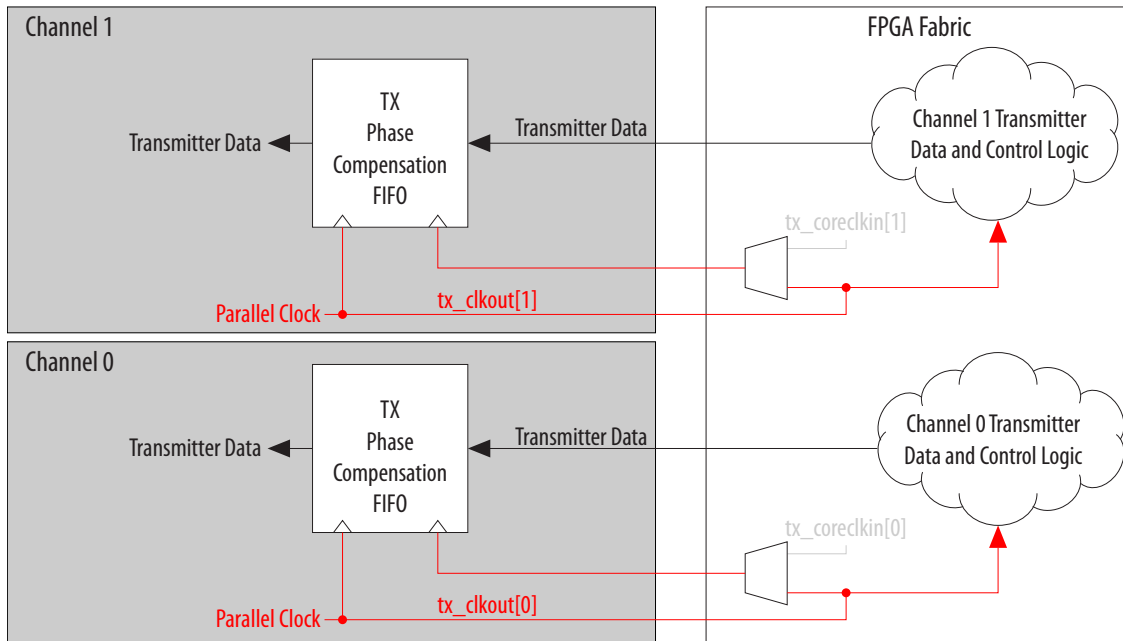 Channel 1
FPGA Fabric
TX
Phase
Compensation
FIFO
Transmitter Data
Transmitter Data
Channel 1 Transmitter
Data and Control Logic
tx_coreclkin[1]
tx_clkout[1]
Parallel Clock
Channel 0
TX
Phase
Compensation
FIFO
Transmitter Data
Transmitter Data
Channel 0 Transmitter
Data and Control Logic
tx_coreclkin[0]
tx_clkout[0]
Parallel Clock